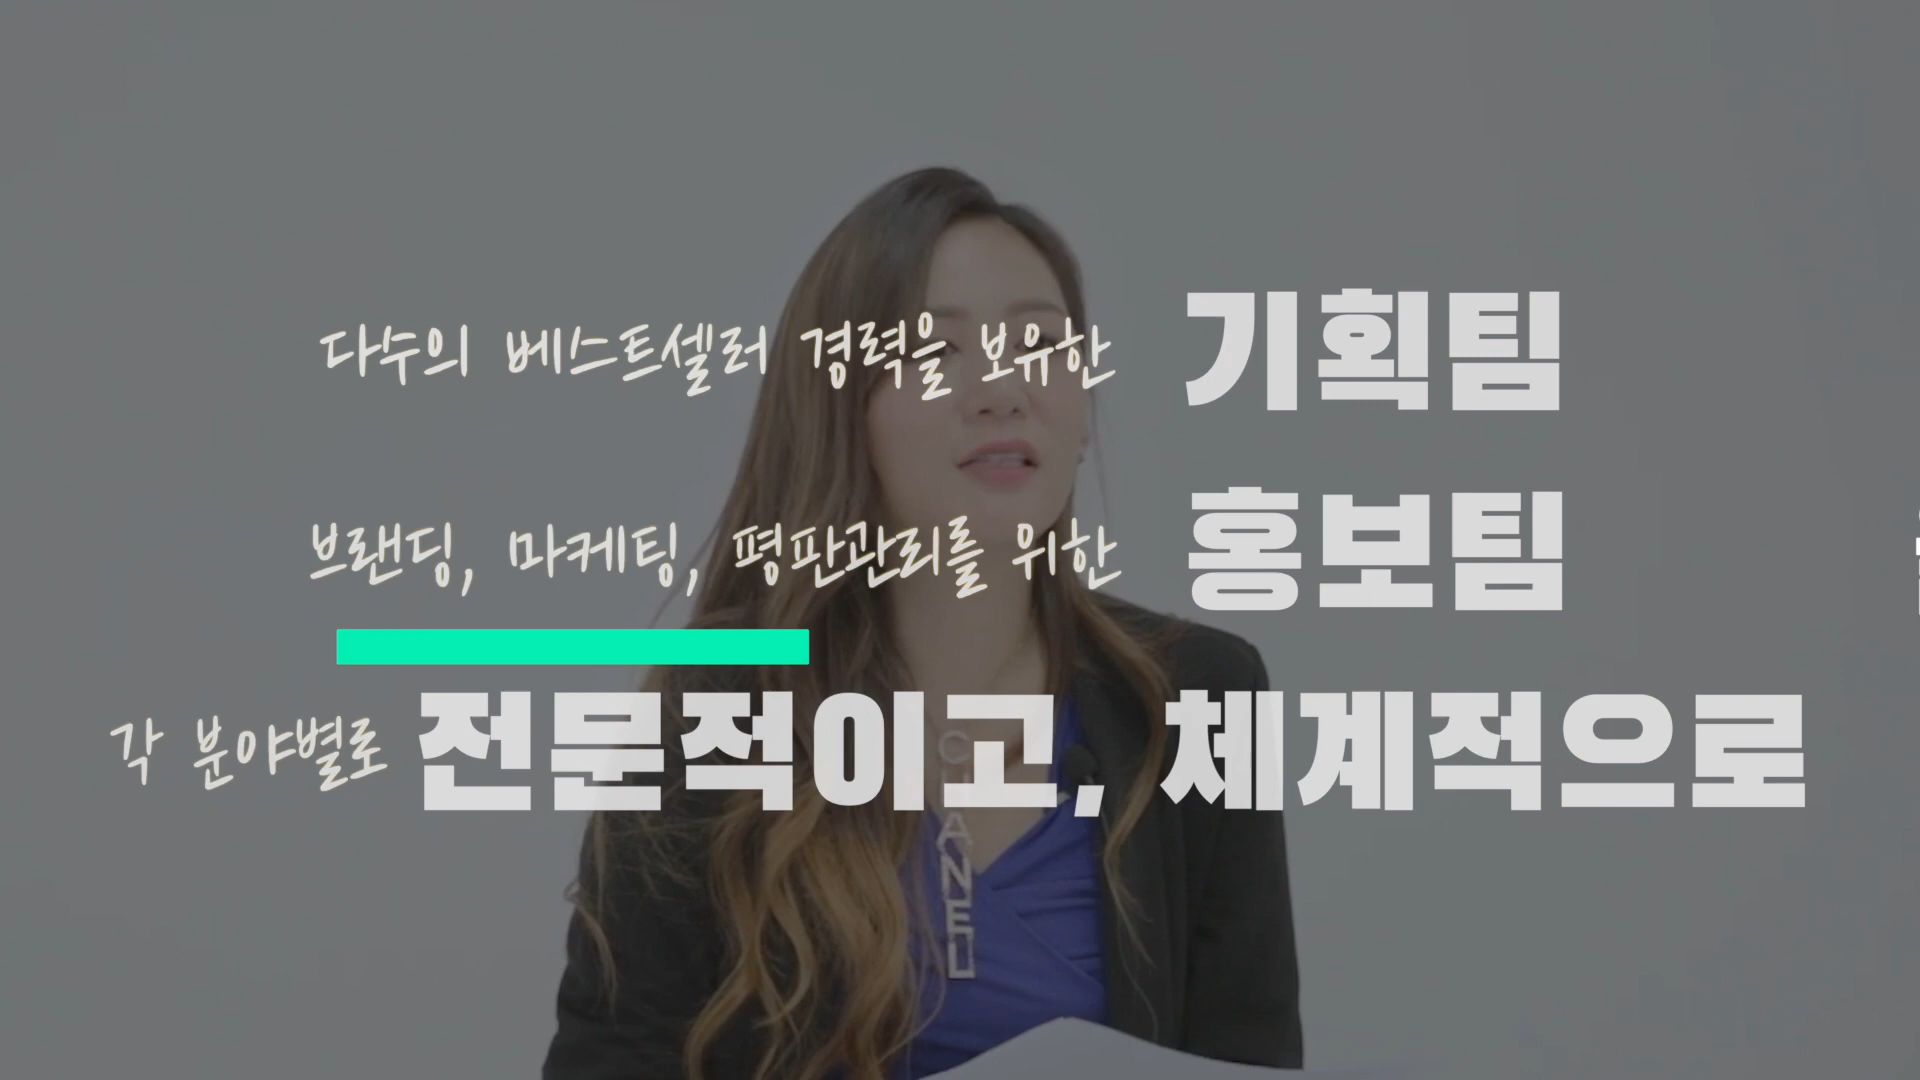 다수의 베스트셀러 경력을 보유한 기획팀
브랜딩, 마케팅, 평판관리를 위한 홍보팀
각 분야별로 전문적이고, 체계적으로
CHANEL